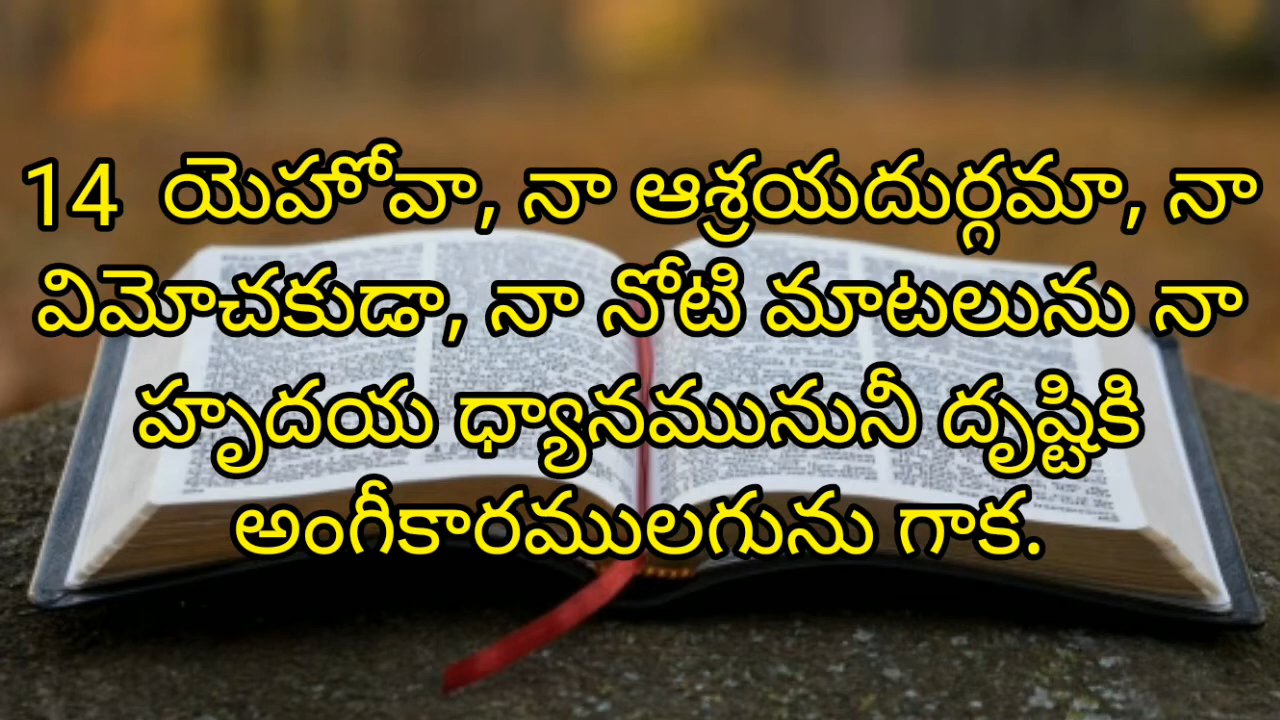 14 యెహోవా, నా ఆశ్రయదుర్గమా, నా
విమోచకుడా, నా నోటి మాటలును నా
హృదయ ధ్యానమునునీ దృష్టికి
అంగీకారములగును గాక.